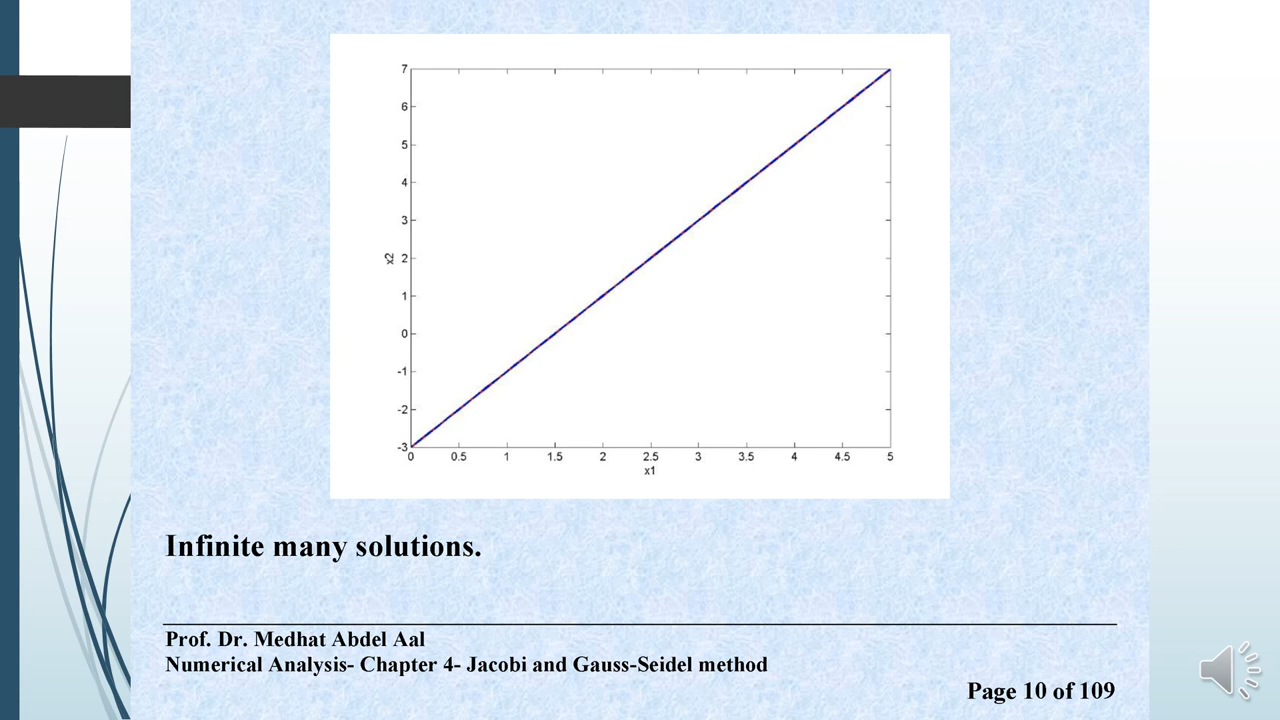 7
6
5
4
3
x2 2
1
0
-1
-2
-3
0 0.5 1 1.5 2 2.5 3 3.5 4 4.5 5
x1
Infinite many solutions.
Prof. Dr. Medhat Abdel Aal
Numerical Analysis- Chapter 4- Jacobi and Gauss-Seidel method
Page 10 of 109